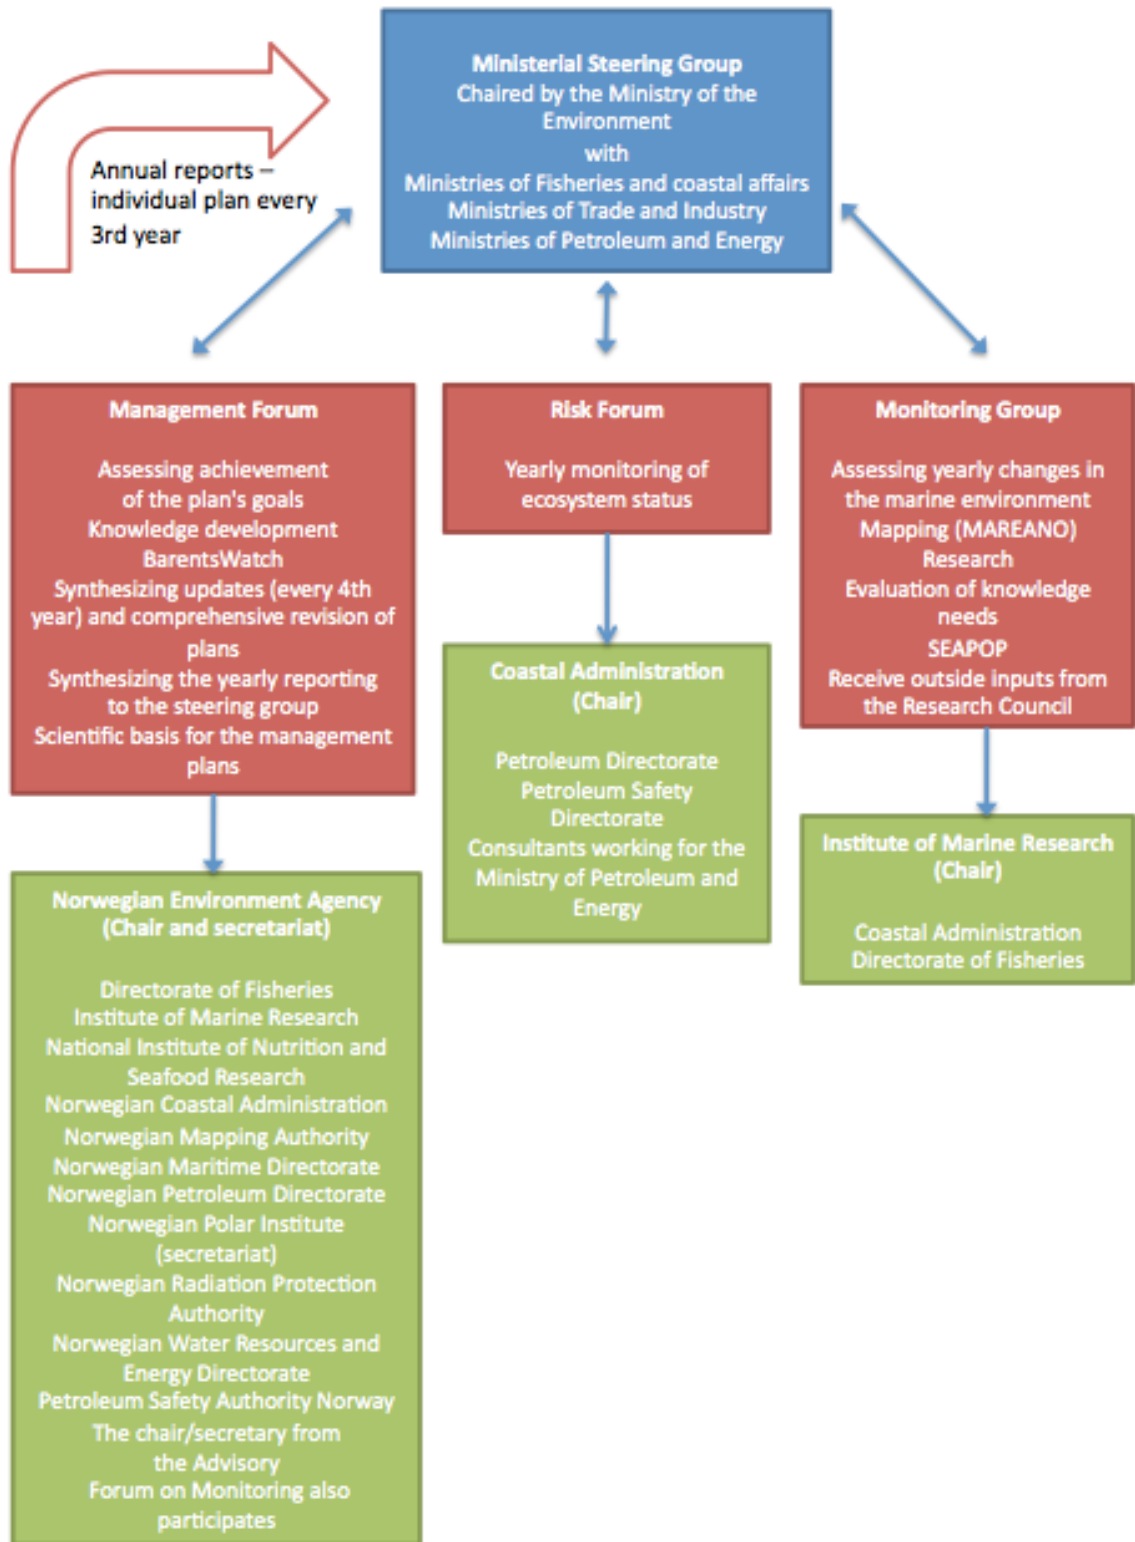 Ministerial Steering Group
Chaired by the Ministry of the
Environment
with
Ministries of Fisheries and coastal affairs
Ministries of Trade and Industry
Ministries of Petroleum and Energy
Annual reports –
individual plan every
3rd year
Management Forum
Assessing achievement
of the plan's goals
Knowledge development
BarentsWatch
Synthesizing updates (every 4th
year) and comprehensive revision of
plans
Synthesizing the yearly reporting
to the steering group
Scientific basis for the management
plans
Risk Forum
Yearly monitoring of
ecosystem status
Monitoring Group
Assessing yearly changes in
the marine environment
Mapping (MAREANO)
Research
Evaluation of knowledge
needs
SEAPOP
Receive outside inputs from
the Research Council
Norwegian Environment Agency
(Chair and secretariat)
Directorate of Fisheries
Institute of Marine Research
National Institute of Nutrition and
Seafood Research
Norwegian Coastal Administration
Norwegian Mapping Authority
Norwegian Maritime Directorate
Norwegian Petroleum Directorate
Norwegian Polar Institute
(secretariat)
Norwegian Radiation Protection
Authority
Norwegian Water Resources and
Energy Directorate
Petroleum Safety Authority Norway
The chair/secretary from
the Advisory
Forum on Monitoring also
participates
Coastal Administration
(Chair)
Petroleum Directorate
Petroleum Safety
Directorate
Consultants working for the
Ministry of Petroleum and
Energy
Institute of Marine Research
(Chair)
Coastal Administration
Directorate of Fisheries